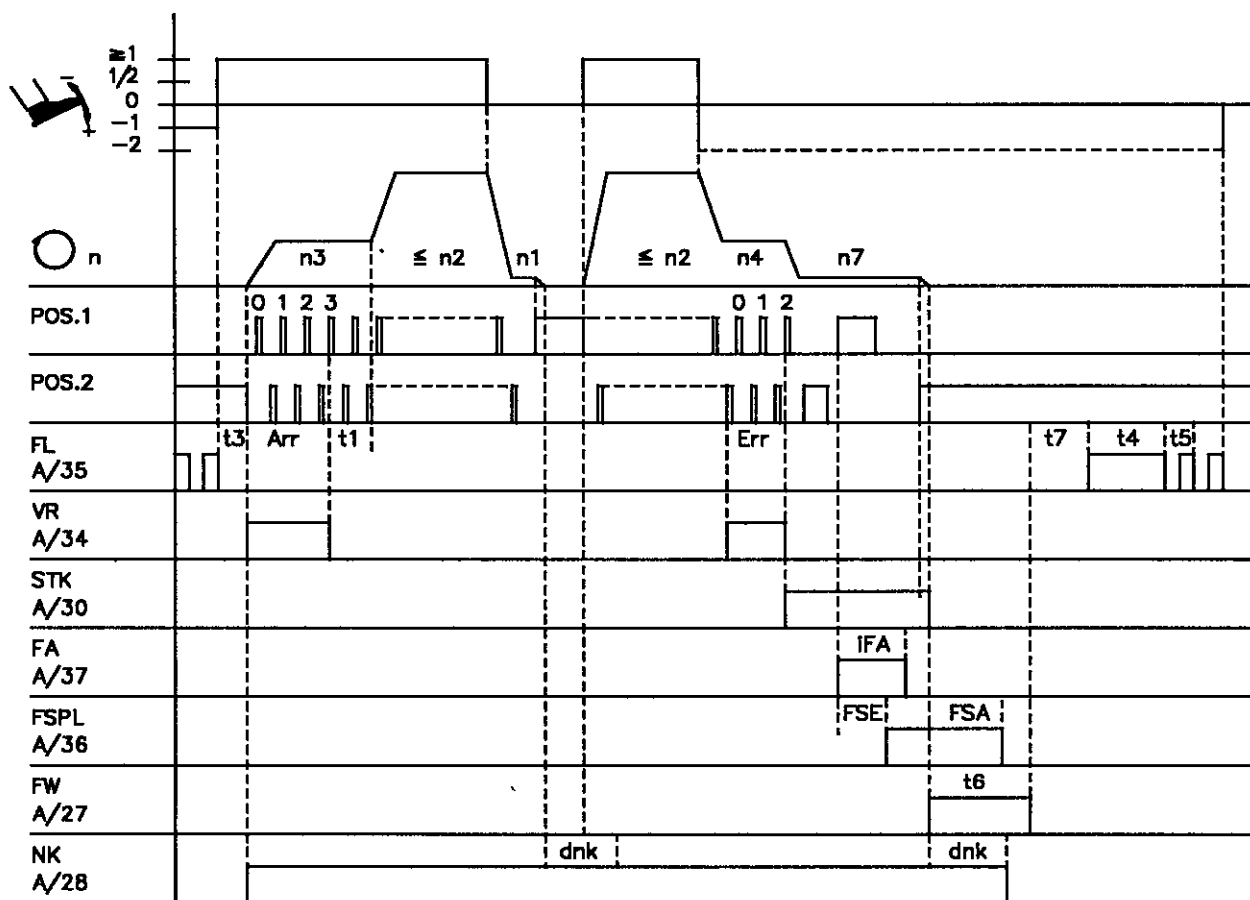 ≧1
1/2
0
-1
-2
−
+
n
n3
≦ n2
n1
≦ n2
n4
n7
POS.1
0 1 2 3
0 1 2
POS.2
FL
A/35
t3 Arr t1
Err
t7 t4 t5
VR
A/34
STK
A/30
FA
A/37
iFA
FSPL
A/36
FSE
FSA
FW
A/27
t6
NK
A/28
dnk
dnk